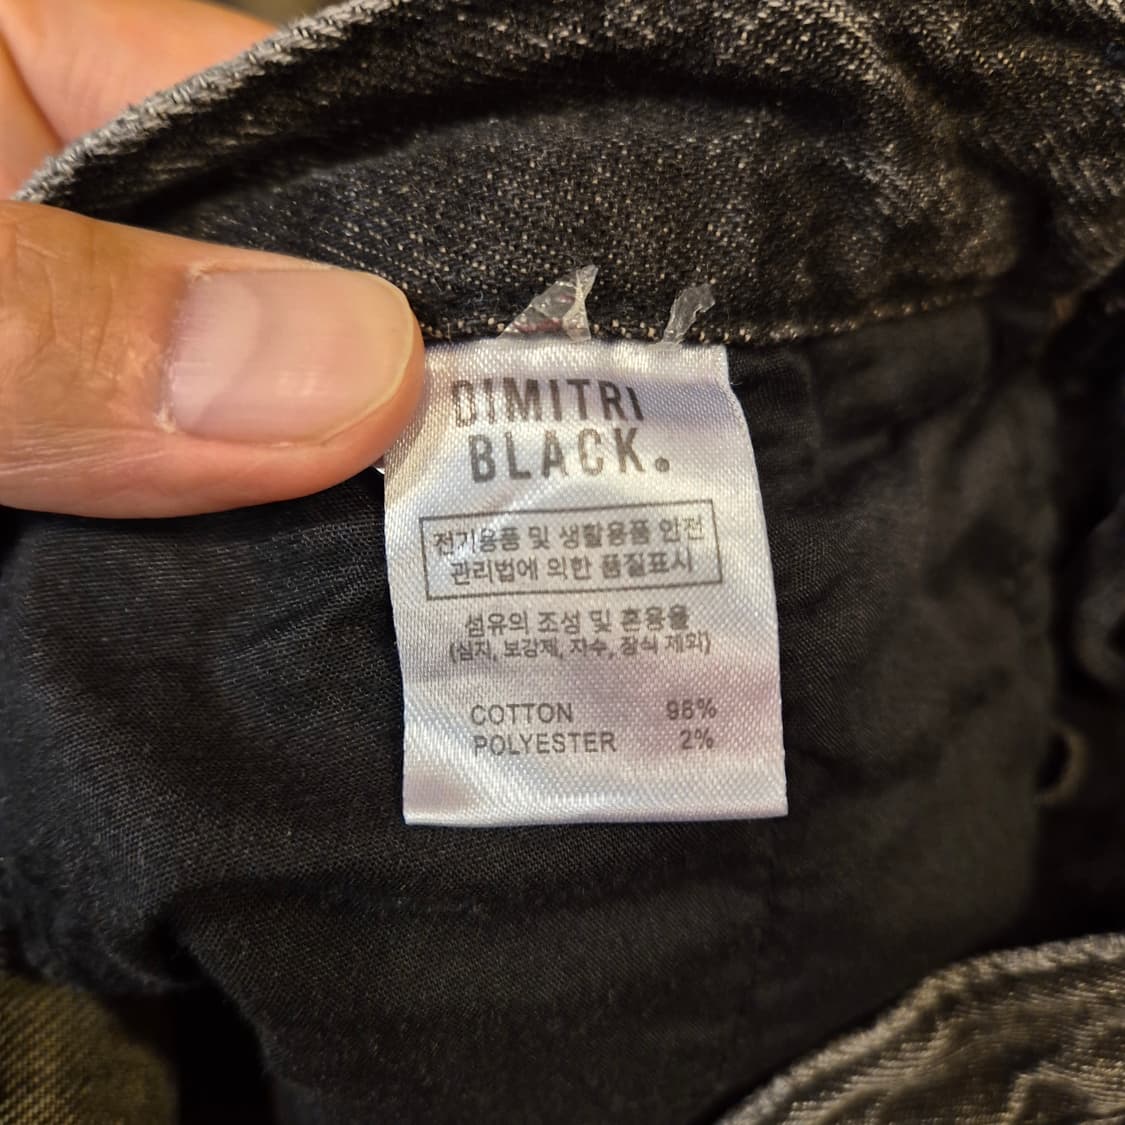 DIMITRI
BLACK.
전기용품 및 생활용품 안전
관리법에 의한 품질표시
섬유의 조성 및 혼용율
(심지, 보강제, 자수, 장식 제외)
COTTON 98%
POLYESTER 2%